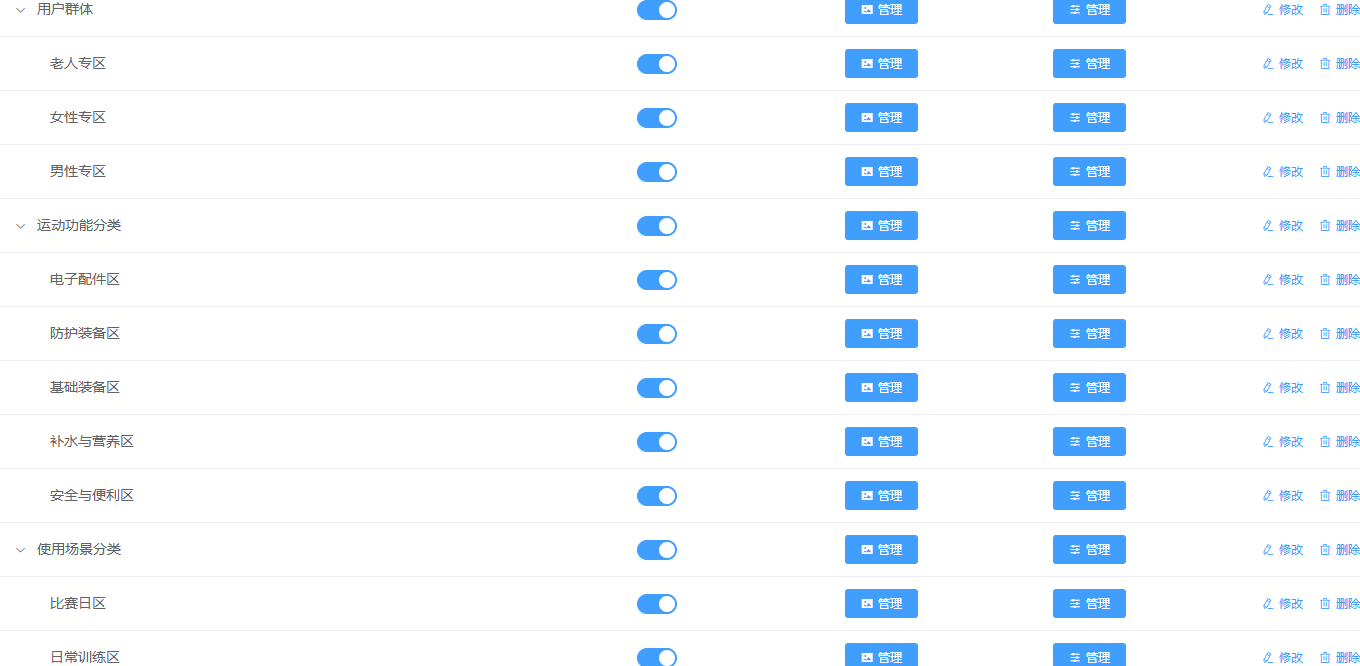 用户群体 管理 管理 修改 删除
老人专区 管理 管理 修改 删除
女性专区 管理 管理 修改 删除
男性专区 管理 管理 修改 删除
运动功能分类 管理 管理 修改 删除
电子配件区 管理 管理 修改 删除
防护装备区 管理 管理 修改 删除
基础装备区 管理 管理 修改 删除
补水与营养区 管理 管理 修改 删除
安全与便利区 管理 管理 修改 删除
使用场景分类 管理 管理 修改 删除
比赛日区 管理 管理 修改 删除
日常训练区 管理 管理 修改 删除